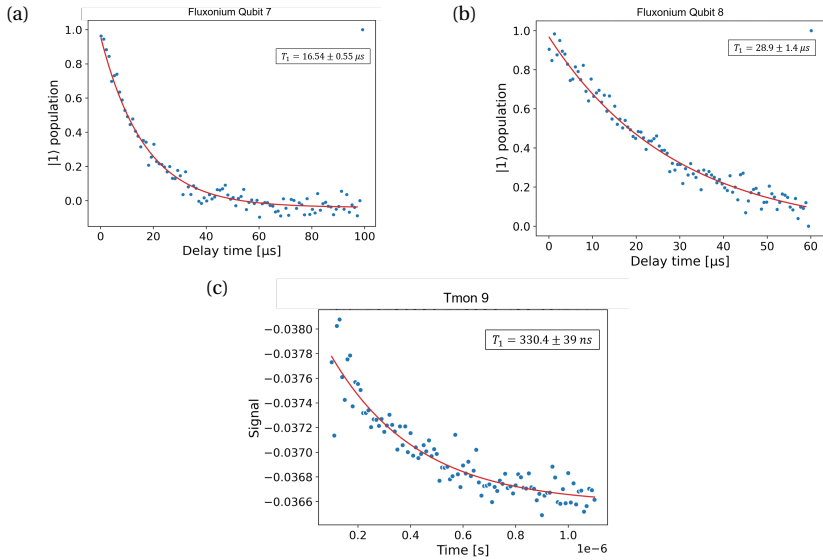 (a)
Fluxonium Qubit 7
T₁ = 16.54 ± 0.55 μs
|1⟩ population
1.0
0.8
0.6
0.4
0.2
0.0
0
20
40
60
80
100
Delay time [μs]
(b)
Fluxonium Qubit 8
T₁ = 28.9 ± 1.4 μs
|1⟩ population
1.0
0.8
0.6
0.4
0.2
0.0
0
10
20
30
40
50
60
Delay time [μs]
(c)
Tmon 9
T₁ = 330.4 ± 39 ns
Signal
−0.0380
−0.0378
−0.0376
−0.0374
−0.0372
−0.0370
−0.0368
−0.0366
0.2
0.4
0.6
0.8
1.0
1e-6
Time [s]